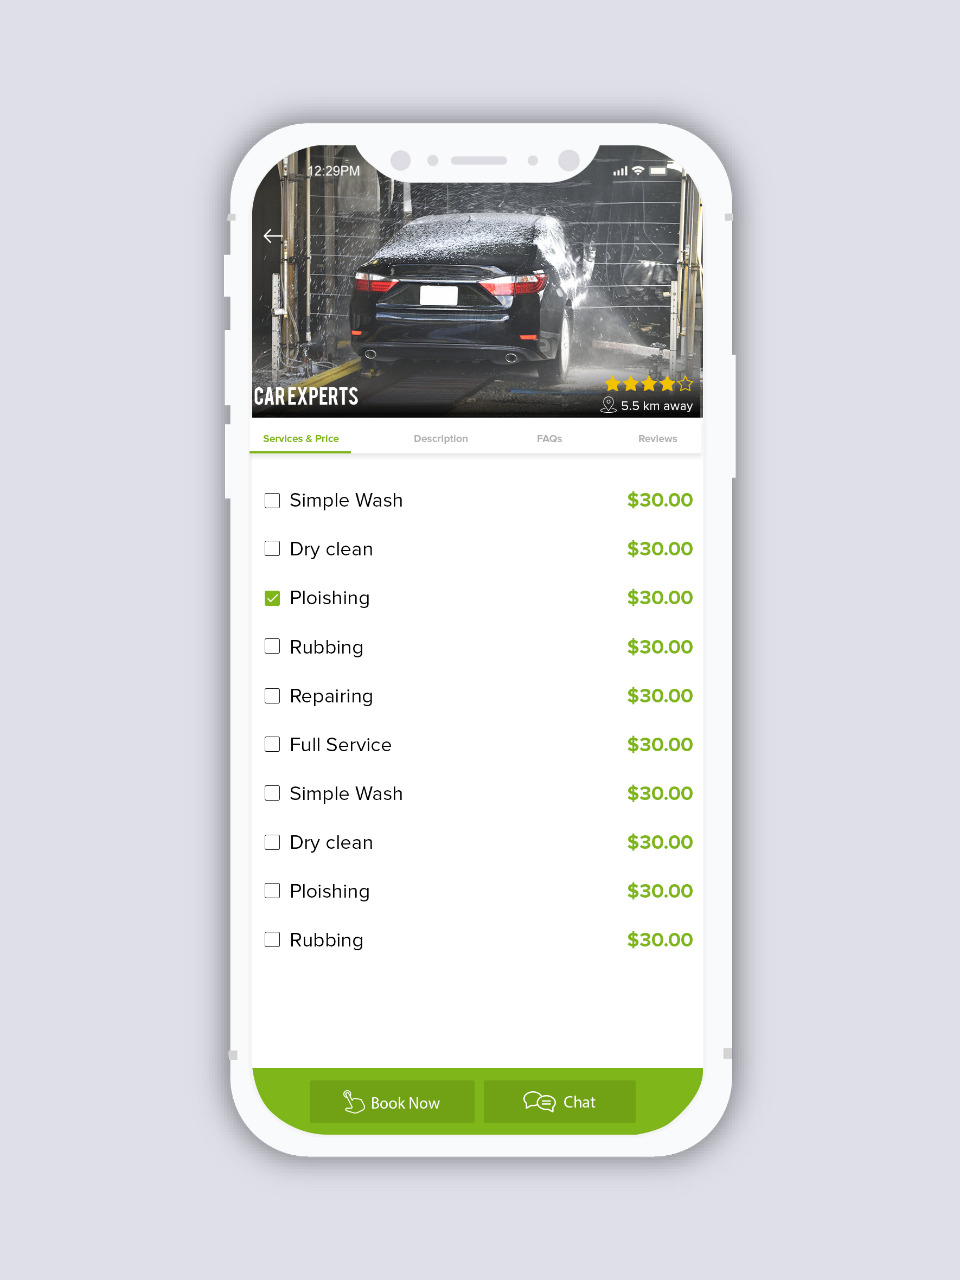 12:29PM
CAR EXPERTS
5.5 km away
Services & Price Description FAQs Reviews
Simple Wash $30.00
Dry clean $30.00
Ploishing $30.00
Rubbing $30.00
Repairing $30.00
Full Service $30.00
Simple Wash $30.00
Dry clean $30.00
Ploishing $30.00
Rubbing $30.00
Book Now Chat